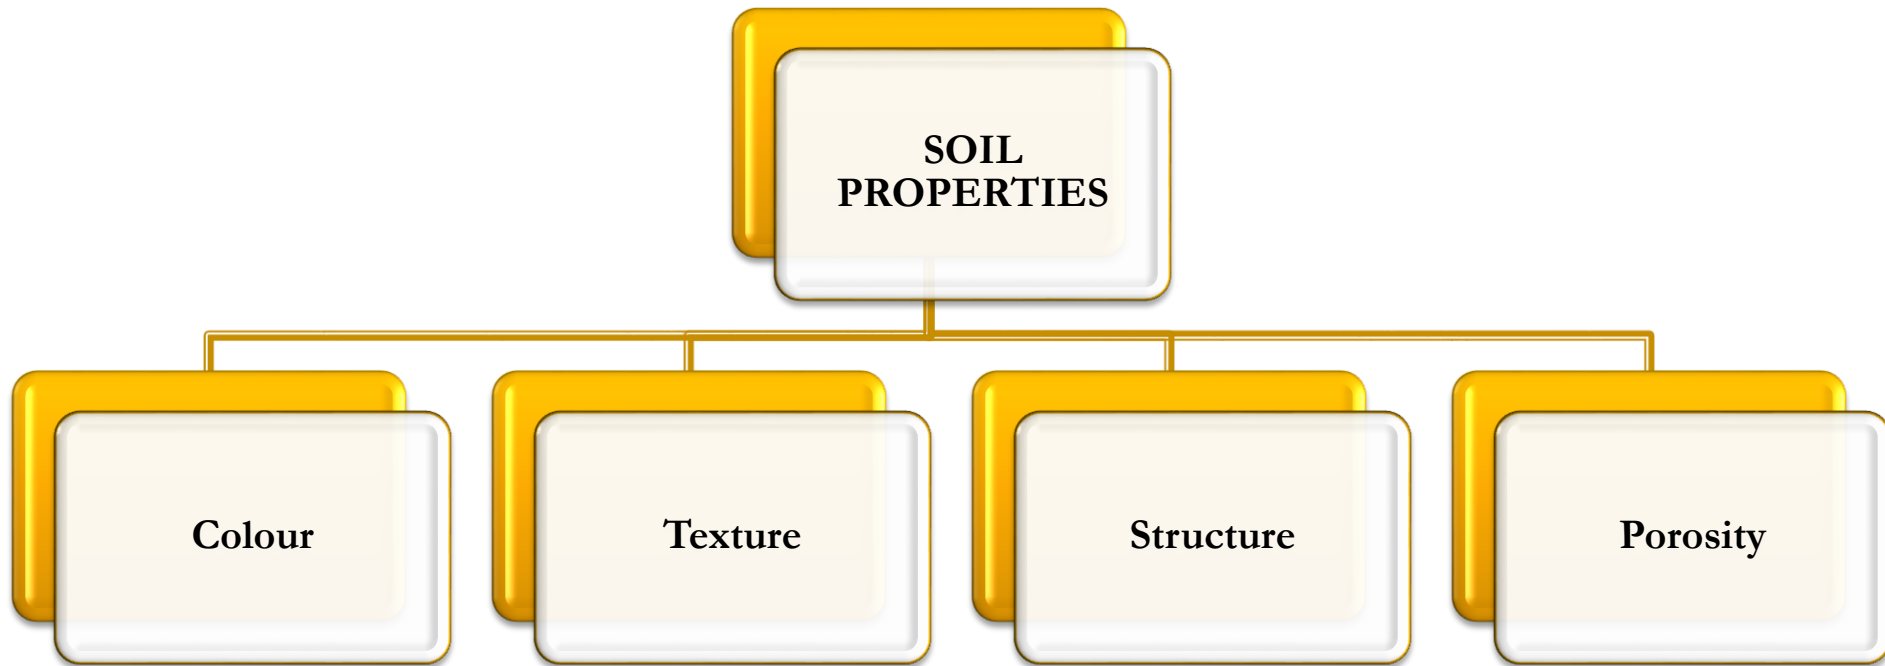 SOIL
PROPERTIES
Colour
Texture
Structure
Porosity